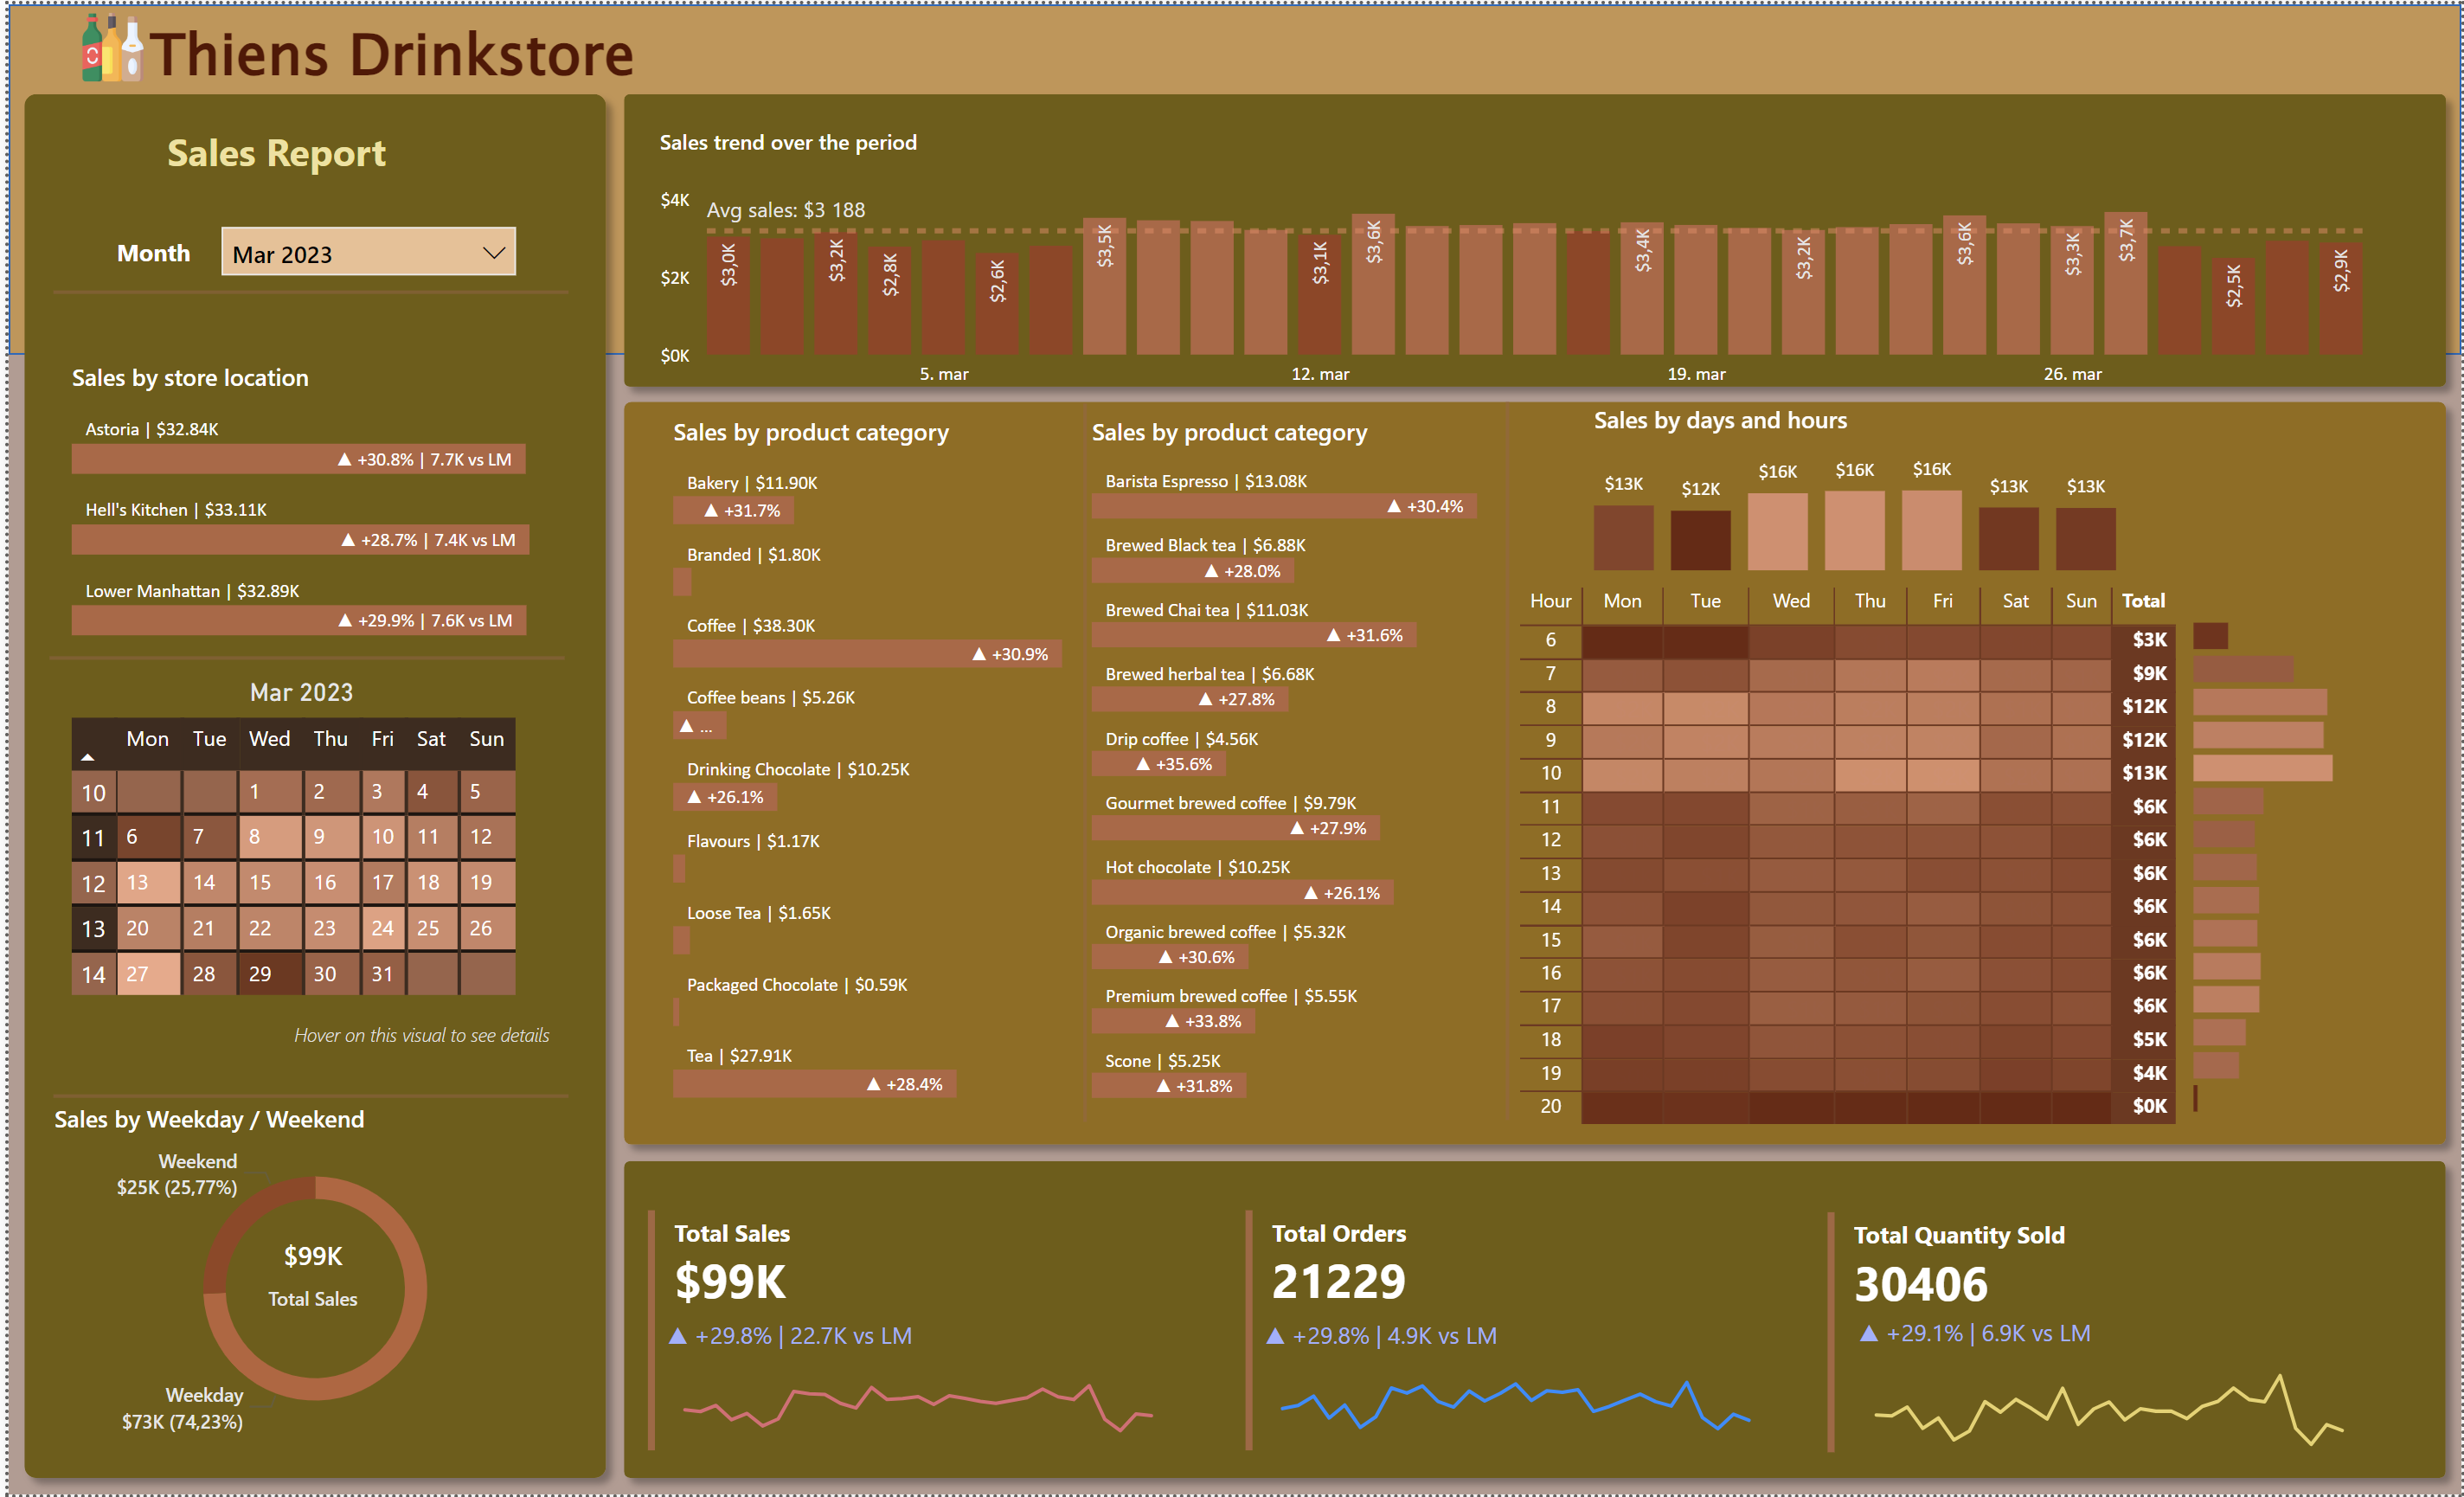 Thiens Drinkstore
Sales Report
Month
Mar 2023
Sales by store location
Astoria | $32.84K
▲ +30.8% | 7.7K vs LM
Hell's Kitchen | $33.11K
▲ +28.7% | 7.4K vs LM
Lower Manhattan | $32.89K
▲ +29.9% | 7.6K vs LM
Mar 2023
Mon Tue Wed Thu Fri Sat Sun
10 1 2 3 4 5
11 6 7 8 9 10 11 12
12 13 14 15 16 17 18 19
13 20 21 22 23 24 25 26
14 27 28 29 30 31
Hover on this visual to see details
Sales by Weekday / Weekend
Weekend
$25K (25,77%)
$99K
Total Sales
Weekday
$73K (74,23%)
Sales trend over the period
$4K
$2K
$0K
Avg sales: $3 188
$3,0K $3,2K $2,8K $2,6K $3,5K $3,1K $3,6K $3,4K $3,2K $3,6K $3,3K $3,7K $2,5K $2,9K
5. mar 12. mar 19. mar 26. mar
Sales by product category
Bakery | $11.90K
▲ +31.7%
Branded | $1.80K
Coffee | $38.30K
▲ +30.9%
Coffee beans | $5.26K
▲ ...
Drinking Chocolate | $10.25K
▲ +26.1%
Flavours | $1.17K
Loose Tea | $1.65K
Packaged Chocolate | $0.59K
Tea | $27.91K
▲ +28.4%
Sales by product category
Barista Espresso | $13.08K
▲ +30.4%
Brewed Black tea | $6.88K
▲ +28.0%
Brewed Chai tea | $11.03K
▲ +31.6%
Brewed herbal tea | $6.68K
▲ +27.8%
Drip coffee | $4.56K
▲ +35.6%
Gourmet brewed coffee | $9.79K
▲ +27.9%
Hot chocolate | $10.25K
▲ +26.1%
Organic brewed coffee | $5.32K
▲ +30.6%
Premium brewed coffee | $5.55K
▲ +33.8%
Scone | $5.25K
▲ +31.8%
Sales by days and hours
$13K $12K $16K $16K $16K $13K $13K
Hour Mon Tue Wed Thu Fri Sat Sun Total
6 $3K
7 $9K
8 $12K
9 $12K
10 $13K
11 $6K
12 $6K
13 $6K
14 $6K
15 $6K
16 $6K
17 $6K
18 $5K
19 $4K
20 $0K
Total Sales
$99K
▲ +29.8% | 22.7K vs LM
Total Orders
21229
▲ +29.8% | 4.9K vs LM
Total Quantity Sold
30406
▲ +29.1% | 6.9K vs LM